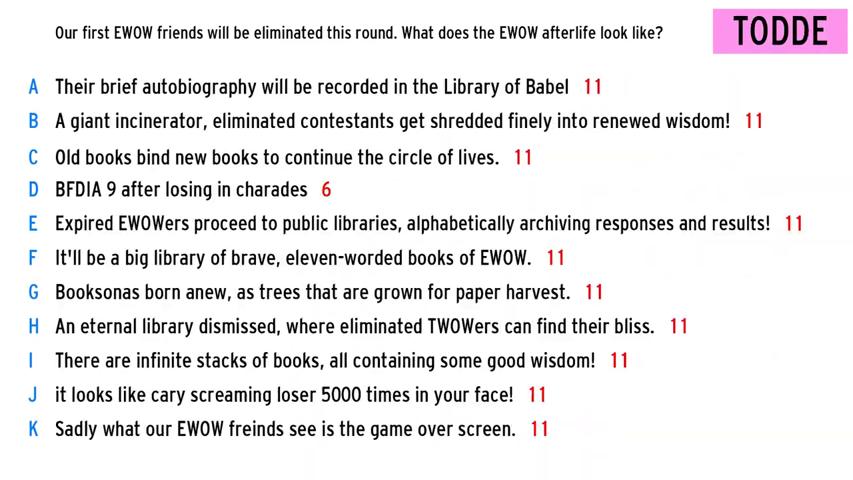 Our first EWOW friends will be eliminated this round. What does the EWOW afterlife look like?
TODDE
A Their brief autobiography will be recorded in the Library of Babel 11
B A giant incinerator, eliminated contestants get shredded finely into renewed wisdom! 11
C Old books bind new books to continue the circle of lives. 11
D BFDIA 9 after losing in charades 6
E Expired EWOWers proceed to public libraries, alphabetically archiving responses and results! 11
F It'll be a big library of brave, eleven-worded books of EWOW. 11
G Booksonas born anew, as trees that are grown for paper harvest. 11
H An eternal library dismissed, where eliminated TWOWers can find their bliss. 11
I There are infinite stacks of books, all containing some good wisdom! 11
J it looks like cary screaming loser 5000 times in your face! 11
K Sadly what our EWOW freinds see is the game over screen. 11